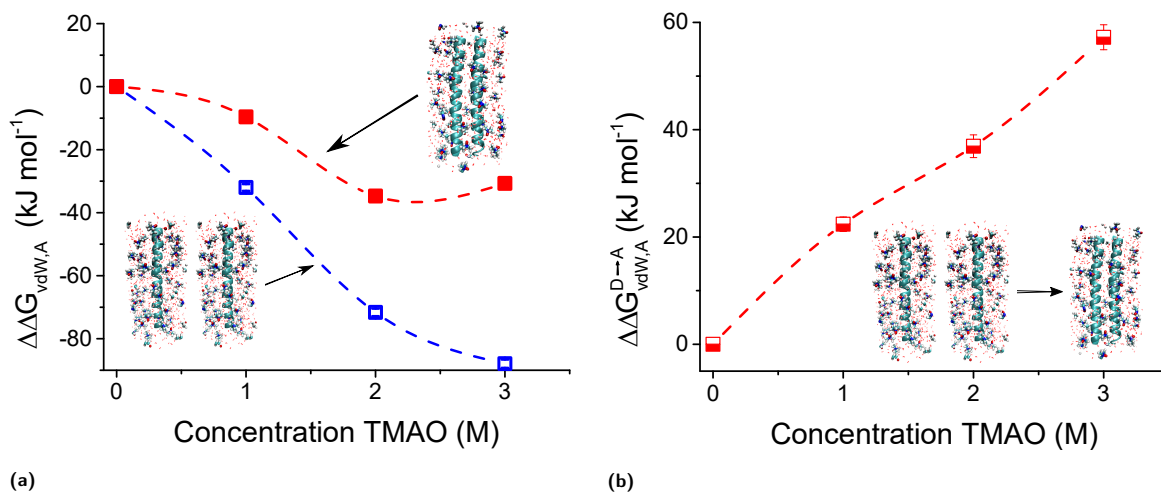 20
0
-20
-40
-60
-80
ΔΔG_vdW,A (kJ mol⁻¹)
0 1 2 3
Concentration TMAO (M)
(a)
60
40
20
0
ΔΔG^D→A_vdW,A (kJ mol⁻¹)
0 1 2 3
Concentration TMAO (M)
(b)